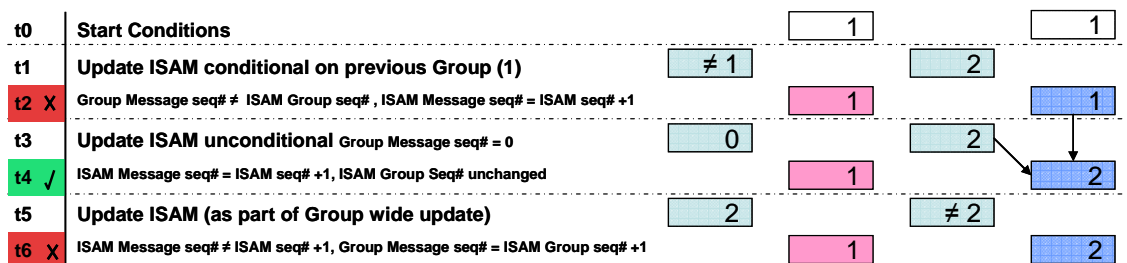 t0 Start Conditions 1 1
t1 Update ISAM conditional on previous Group (1) ≠ 1 2
t2 X Group Message seq# ≠ ISAM Group seq# , ISAM Message seq# = ISAM seq# +1 1 1
t3 Update ISAM unconditional Group Message seq# = 0 0 2
t4 √ ISAM Message seq# = ISAM seq# +1, ISAM Group Seq# unchanged 1 2
t5 Update ISAM (as part of Group wide update) 2 ≠ 2
t6 X ISAM Message seq# ≠ ISAM seq# +1, Group Message seq# = ISAM Group seq# +1 1 2